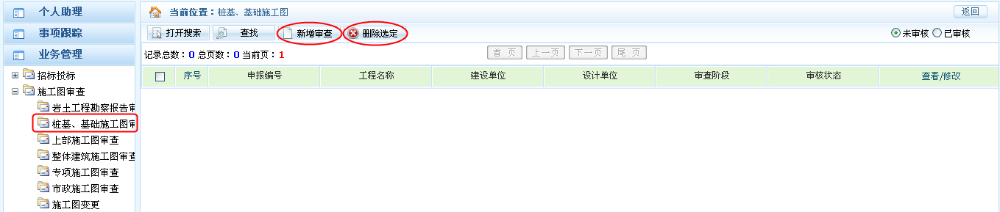 个人助理
事项跟踪
业务管理
招标投标
施工图审查
岩土工程勘察报告审
桩基、基础施工图审
上部施工图审查
整体建筑施工图审查
专项施工图审查
市政施工图审查
施工图变更
当前位置：桩基、基础施工图 返回
打开搜索 查找 新增审查 删除选定 未审核 已审核
记录总数：0 总页数：0 当前页：1 首 页 上一页 下一页 尾 页
序号 申报编号 工程名称 建设单位 设计单位 审查阶段 审核状态 查看/修改